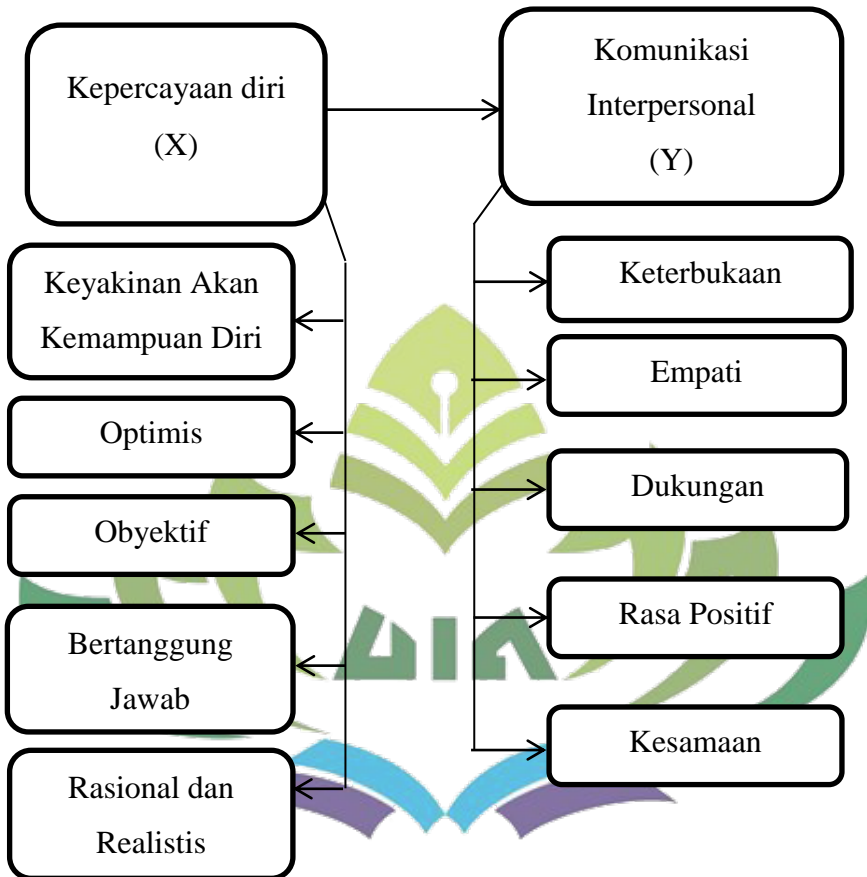 Kepercayaan diri
(X)
Komunikasi
Interpersonal
(Y)
Keyakinan Akan
Kemampuan Diri
Optimis
Obyektif
Bertanggung
Jawab
Rasional dan
Realistis
Keterbukaan
Empati
Dukungan
Rasa Positif
Kesamaan
UIN